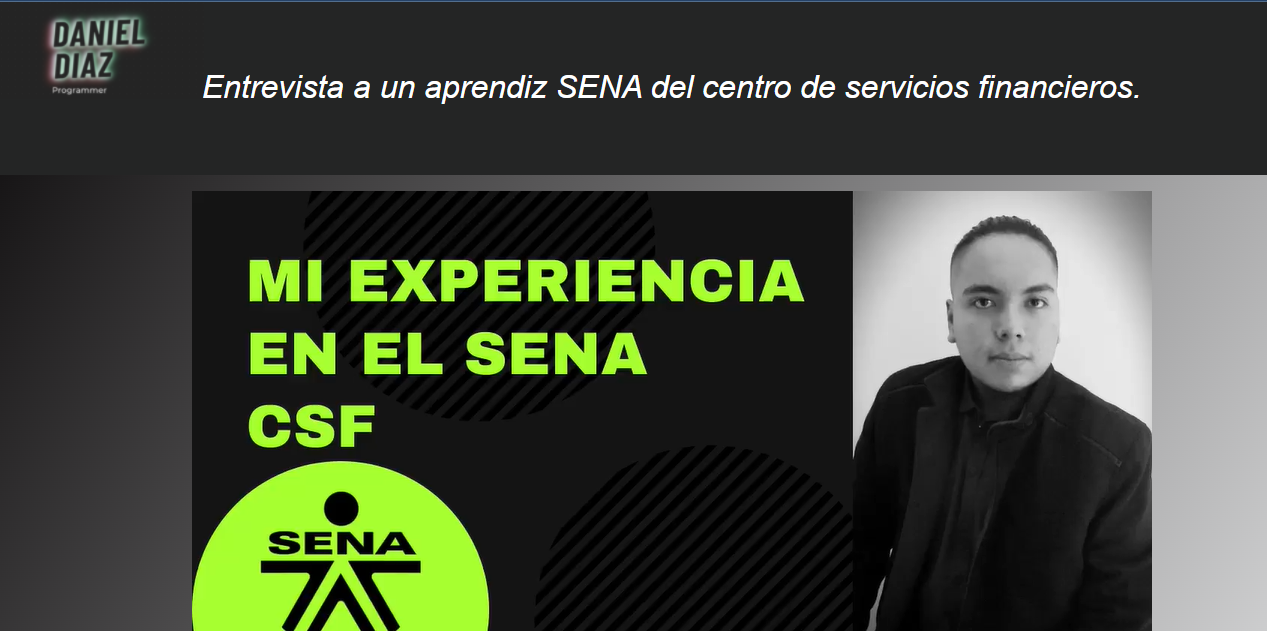 DANIEL
DIAZ
Programmer
Entrevista a un aprendiz SENA del centro de servicios financieros.
MI EXPERIENCIA
EN EL SENA
CSF
SENA